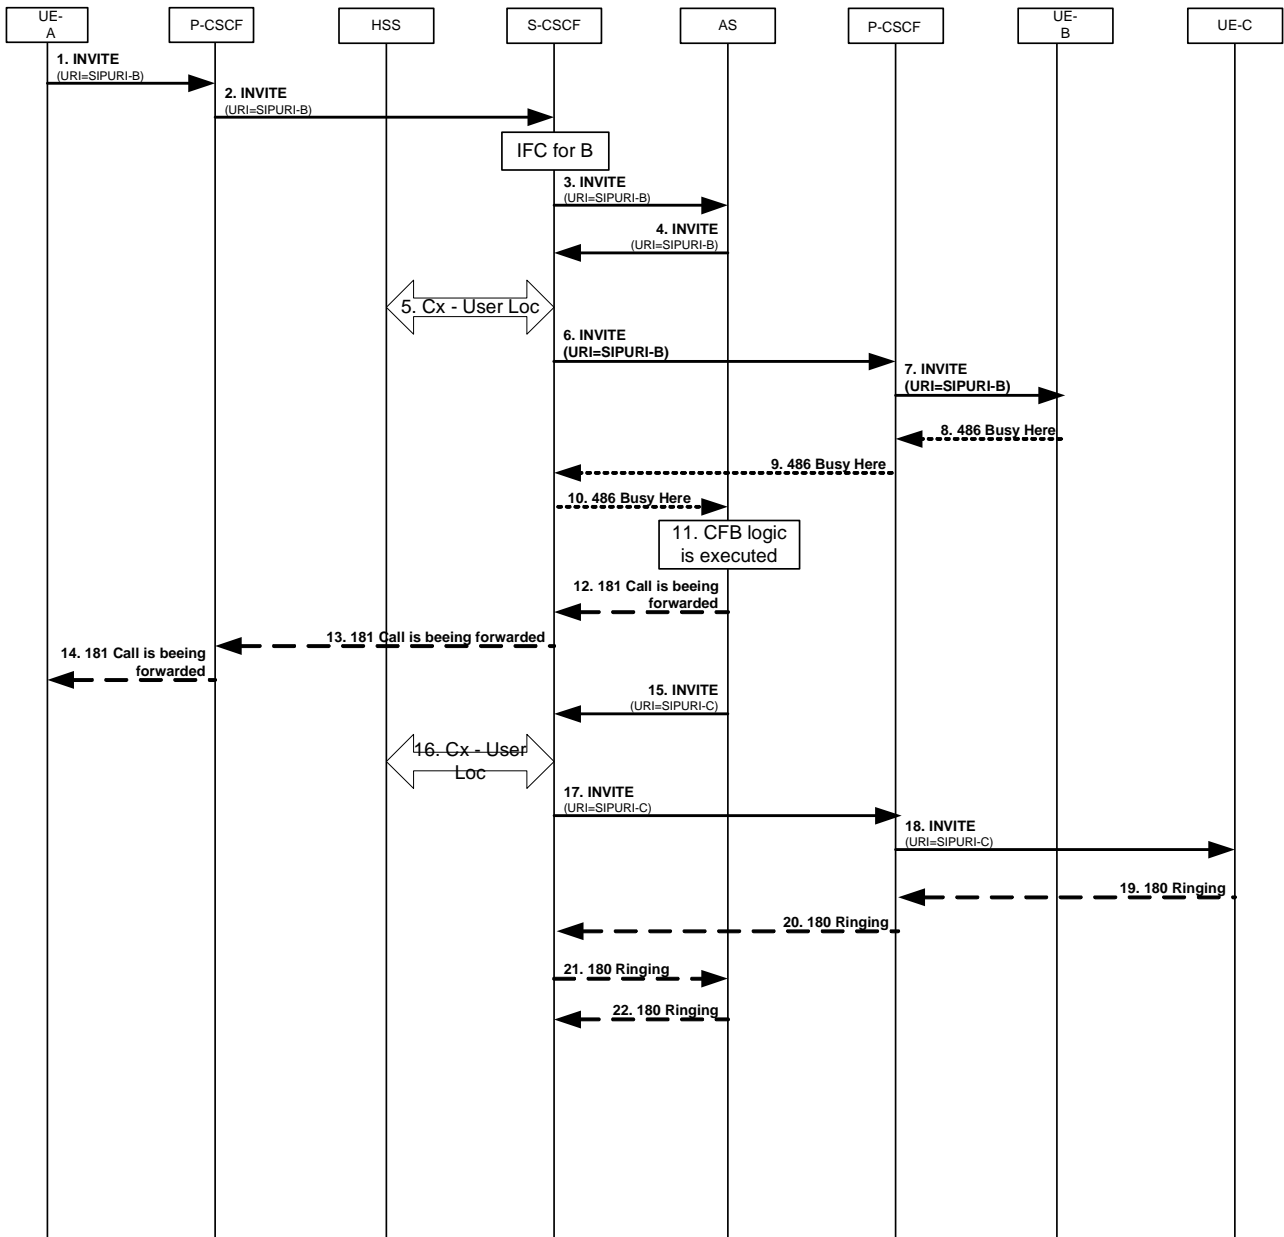 UE-
A
P-CSCF
HSS
S-CSCF
AS
P-CSCF
UE-
B
UE-C
1. INVITE
(URI=SIPURI-B)
2. INVITE
(URI=SIPURI-B)
IFC for B
3. INVITE
(URI=SIPURI-B)
4. INVITE
(URI=SIPURI-B)
5. Cx - User Loc
6. INVITE
(URI=SIPURI-B)
7. INVITE
(URI=SIPURI-B)
8. 486 Busy Here
9. 486 Busy Here
10. 486 Busy Here
11. CFB logic
is executed
12. 181 Call is beeing
forwarded
13. 181 Call is beeing forwarded
14. 181 Call is beeing
forwarded
15. INVITE
(URI=SIPURI-C)
16. Cx - User
Loc
17. INVITE
(URI=SIPURI-C)
18. INVITE
(URI=SIPURI-C)
19. 180 Ringing
20. 180 Ringing
21. 180 Ringing
22. 180 Ringing